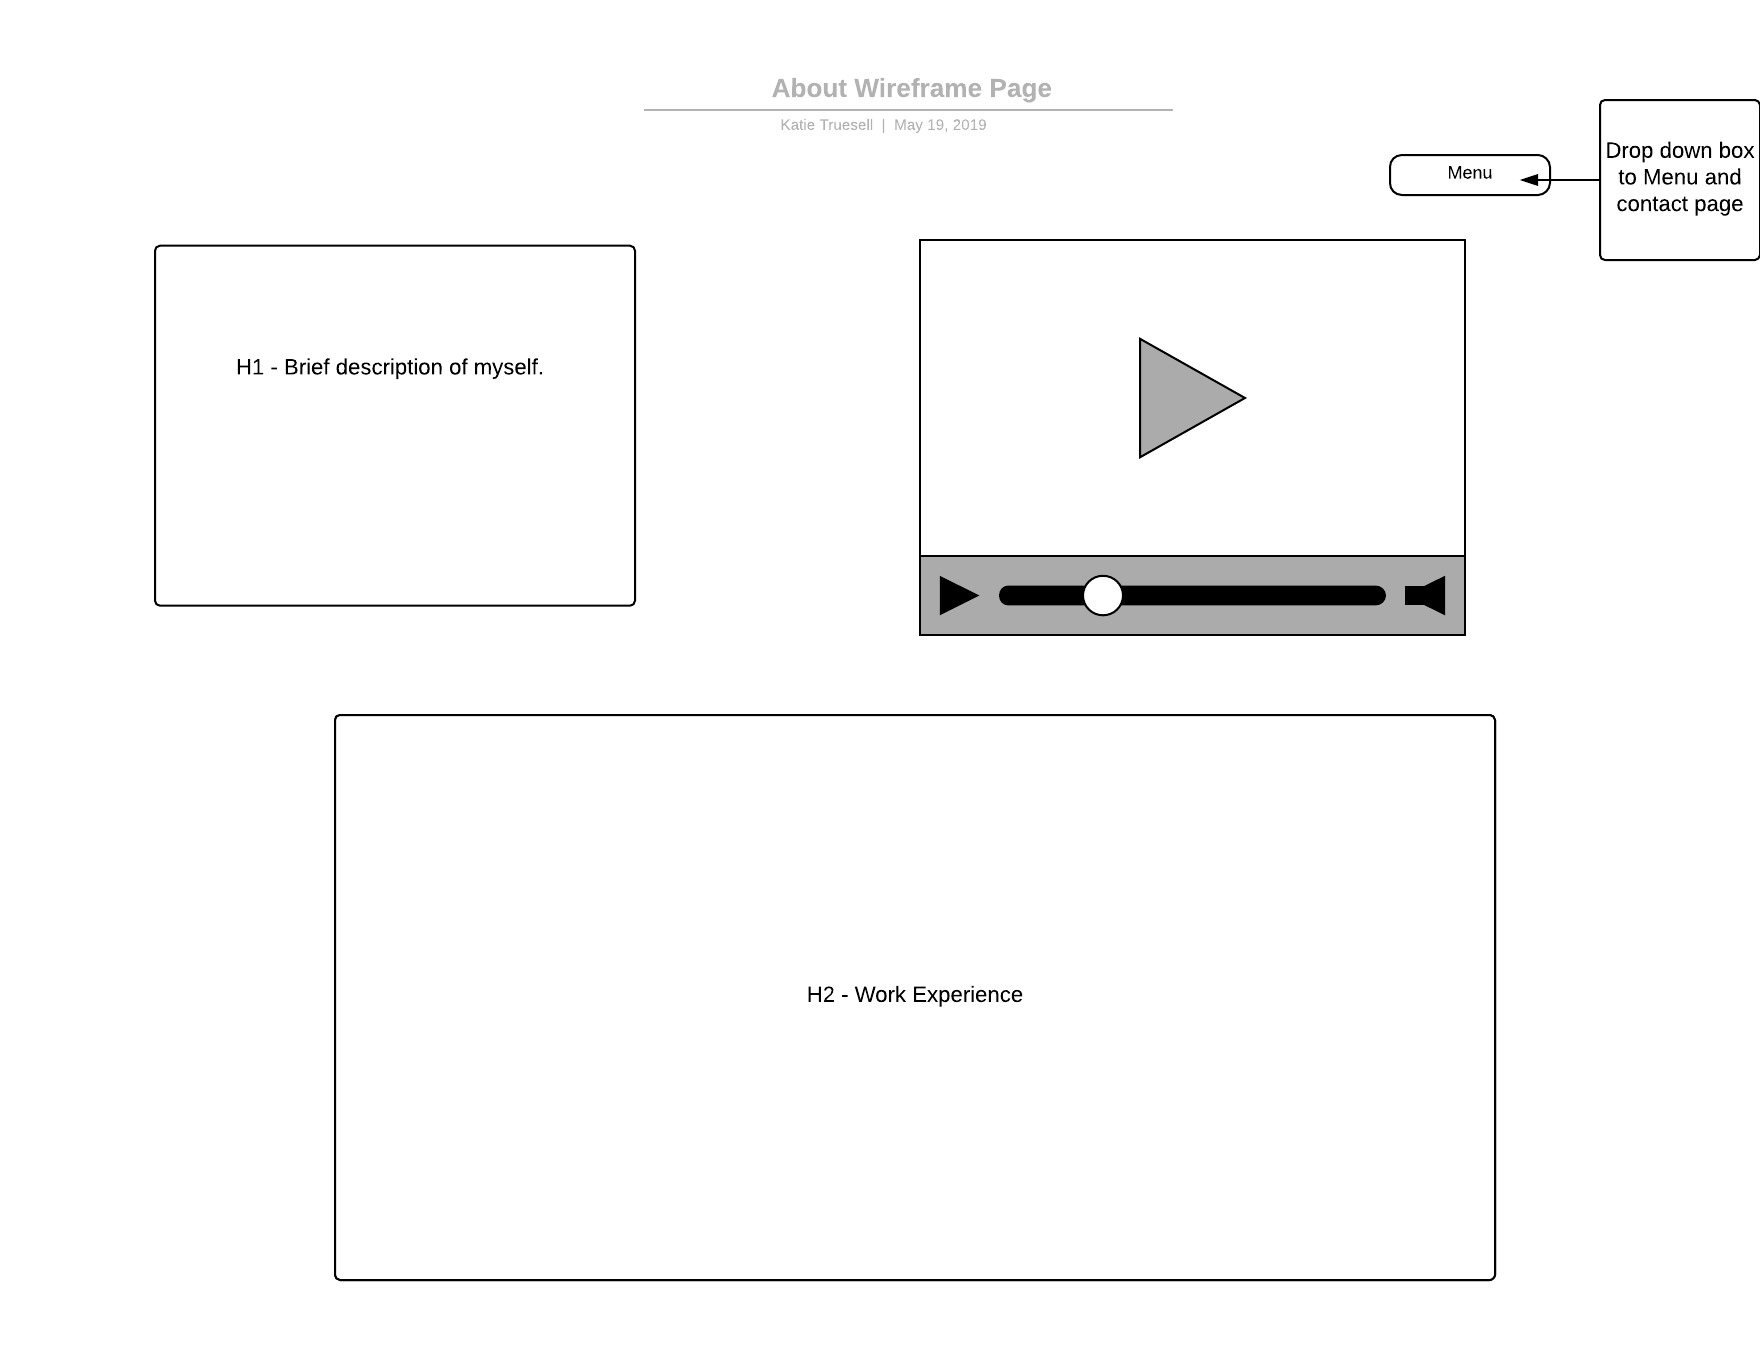 About Wireframe Page
Katie Truesell | May 19, 2019
Menu
Drop down box
to Menu and
contact page
H1 - Brief description of myself.
H2 - Work Experience